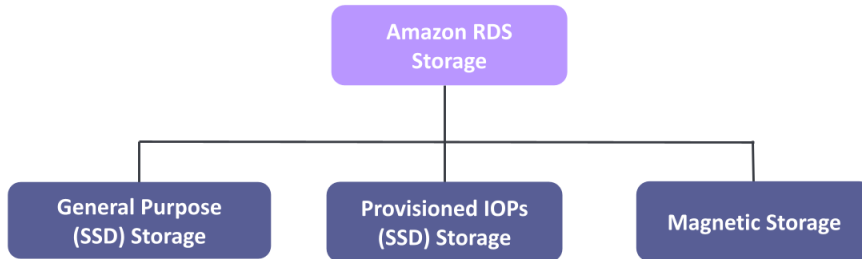 Amazon RDS
Storage
General Purpose
(SSD) Storage
Provisioned IOPs
(SSD) Storage
Magnetic Storage